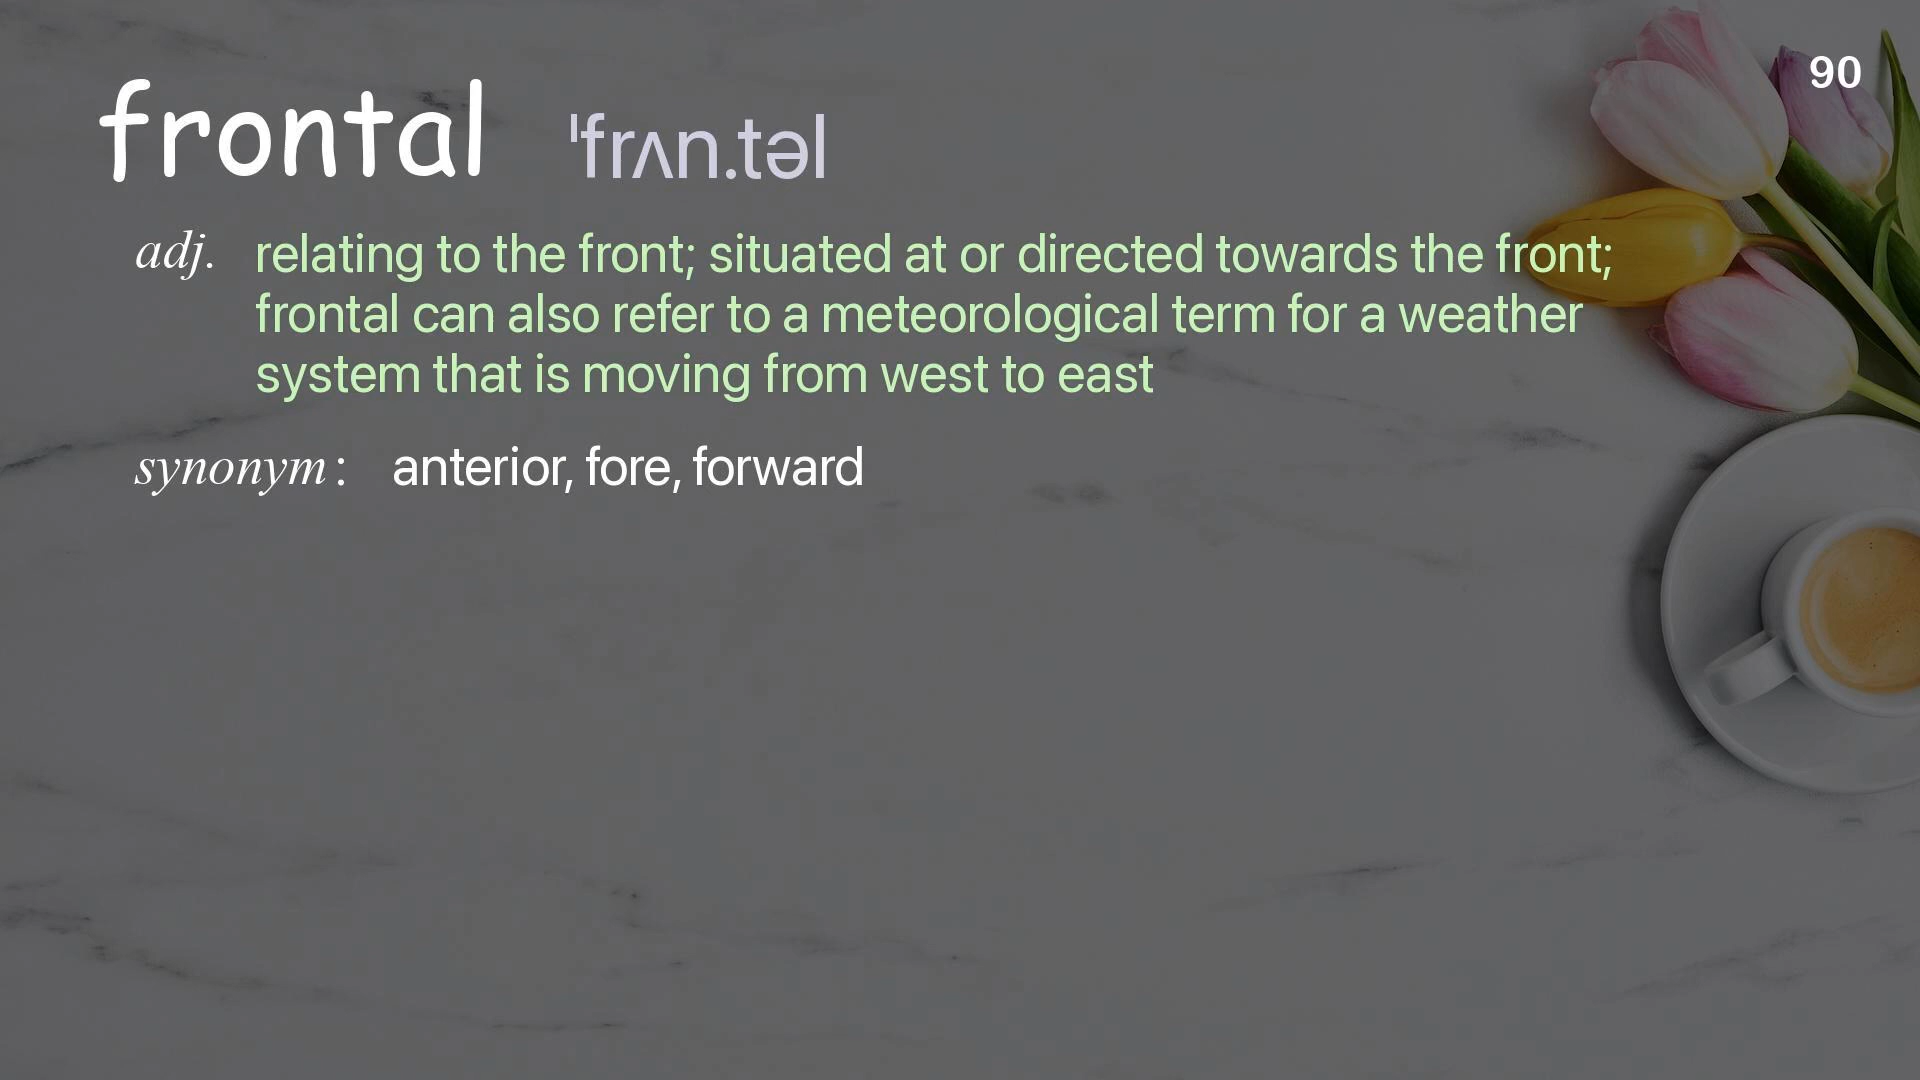 90
frontal ˈfrʌn.təl
adj. relating to the front; situated at or directed towards the front;
frontal can also refer to a meteorological term for a weather
system that is moving from west to east
synonym: anterior, fore, forward